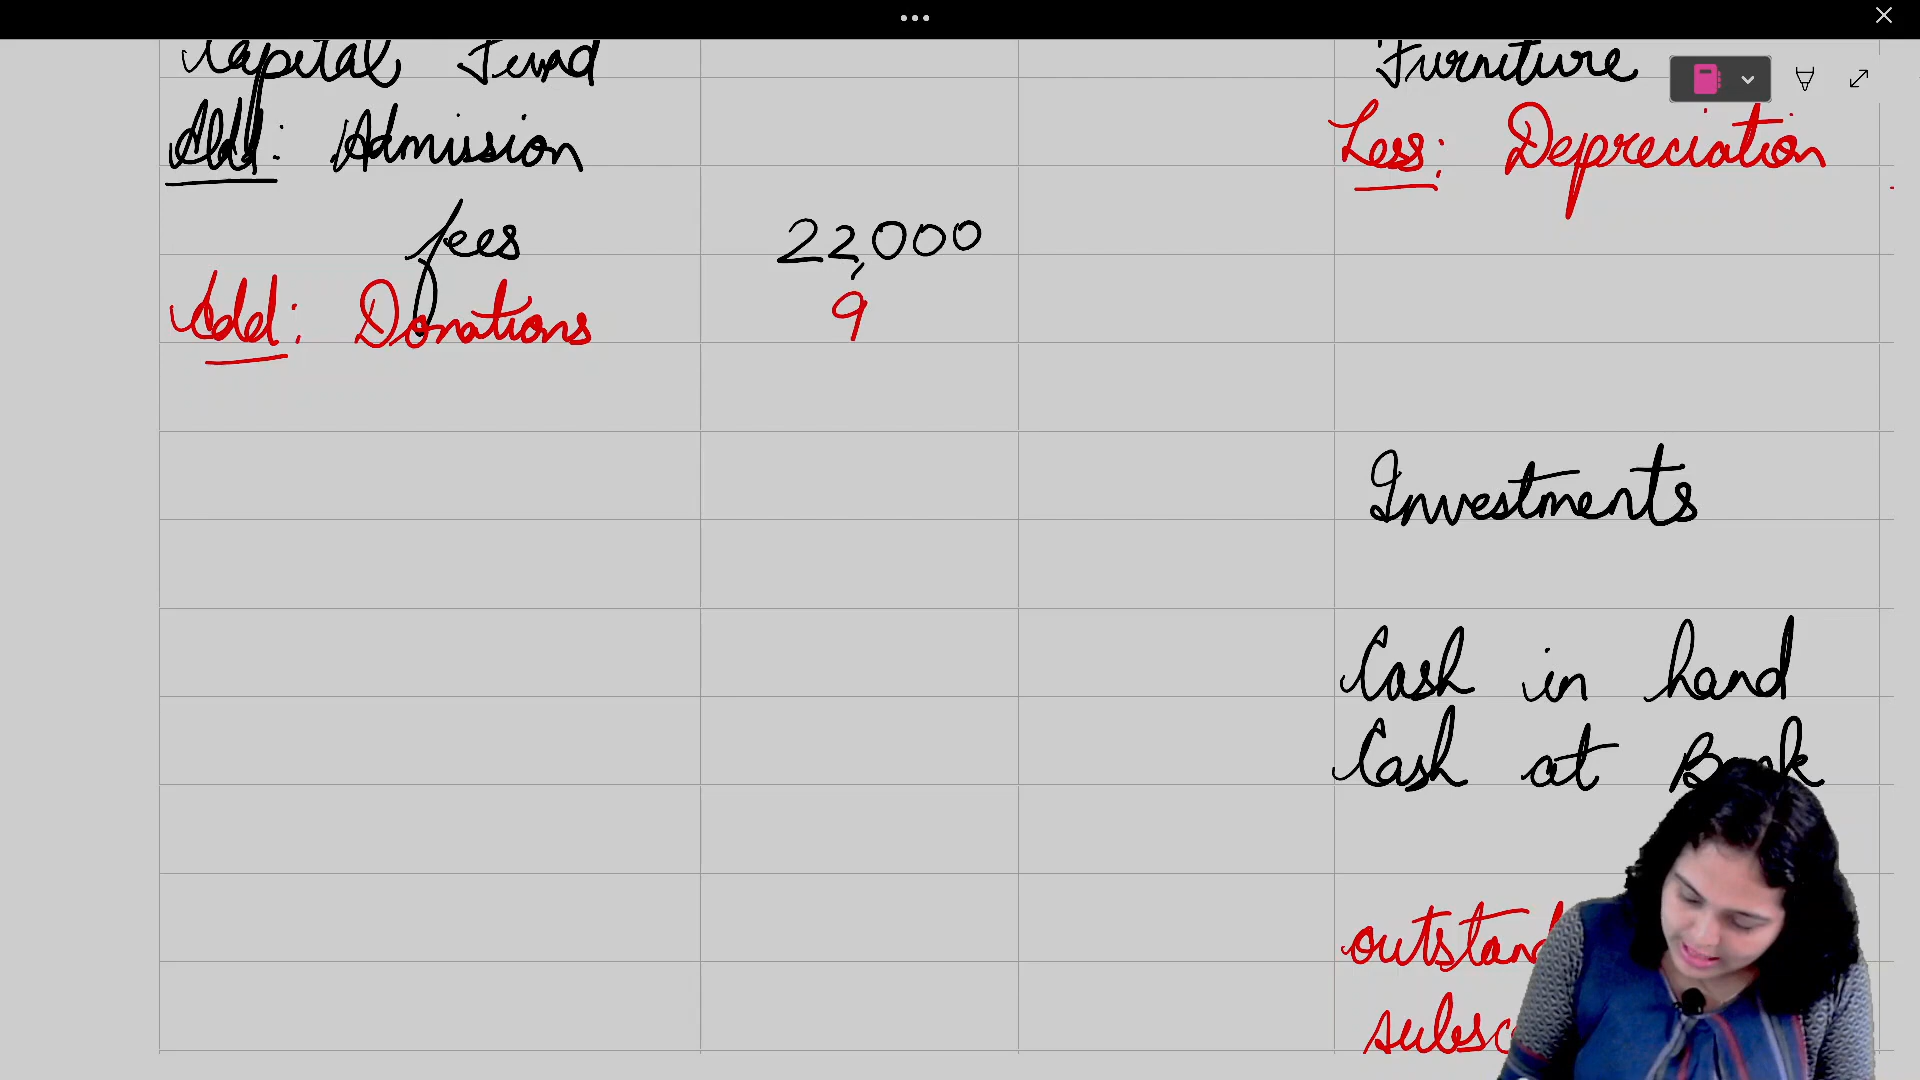 Capital Fund
Add: Admission
fees 22,000
Add: Donations 9
Furniture
Less: Depreciation
Investments
Cash in hand
Cash at Bank